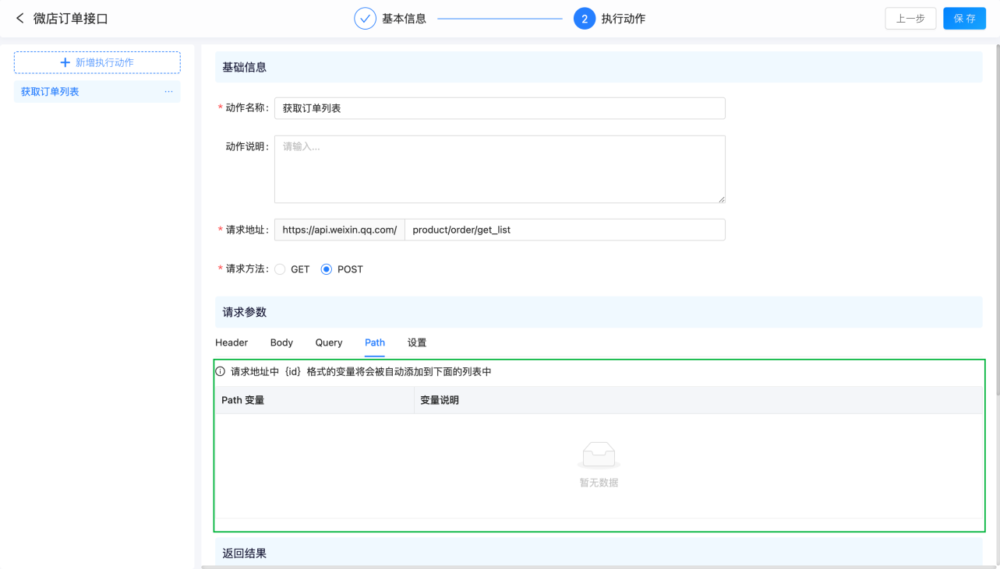 微店订单接口
基本信息
2 执行动作
上一步
保 存
新增执行动作
获取订单列表 ···
基础信息
* 动作名称： 获取订单列表
动作说明： 请输入...
* 请求地址： https://api.weixin.qq.com/ product/order/get_list
* 请求方法： GET POST
请求参数
Header Body Query Path 设置
请求地址中 {id} 格式的变量将会被自动添加到下面的列表中
Path 变量 变量说明
暂无数据
返回结果